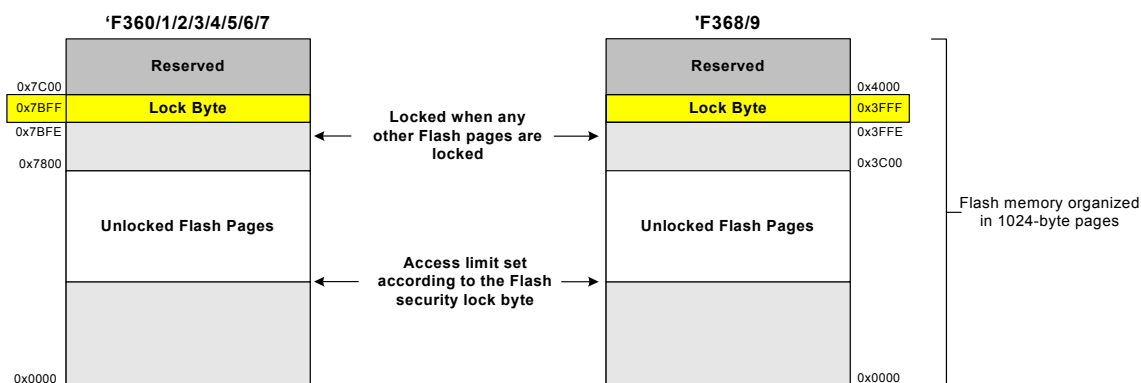 ‘F360/1/2/3/4/5/6/7
Reserved
0x7C00
0x7BFF
Lock Byte
0x7BFE
0x7800
Unlocked Flash Pages
0x0000
Locked when any
other Flash pages are
locked
Access limit set
according to the Flash
security lock byte
'F368/9
Reserved
0x4000
Lock Byte
0x3FFF
0x3FFE
0x3C00
Unlocked Flash Pages
0x0000
Flash memory organized
in 1024-byte pages